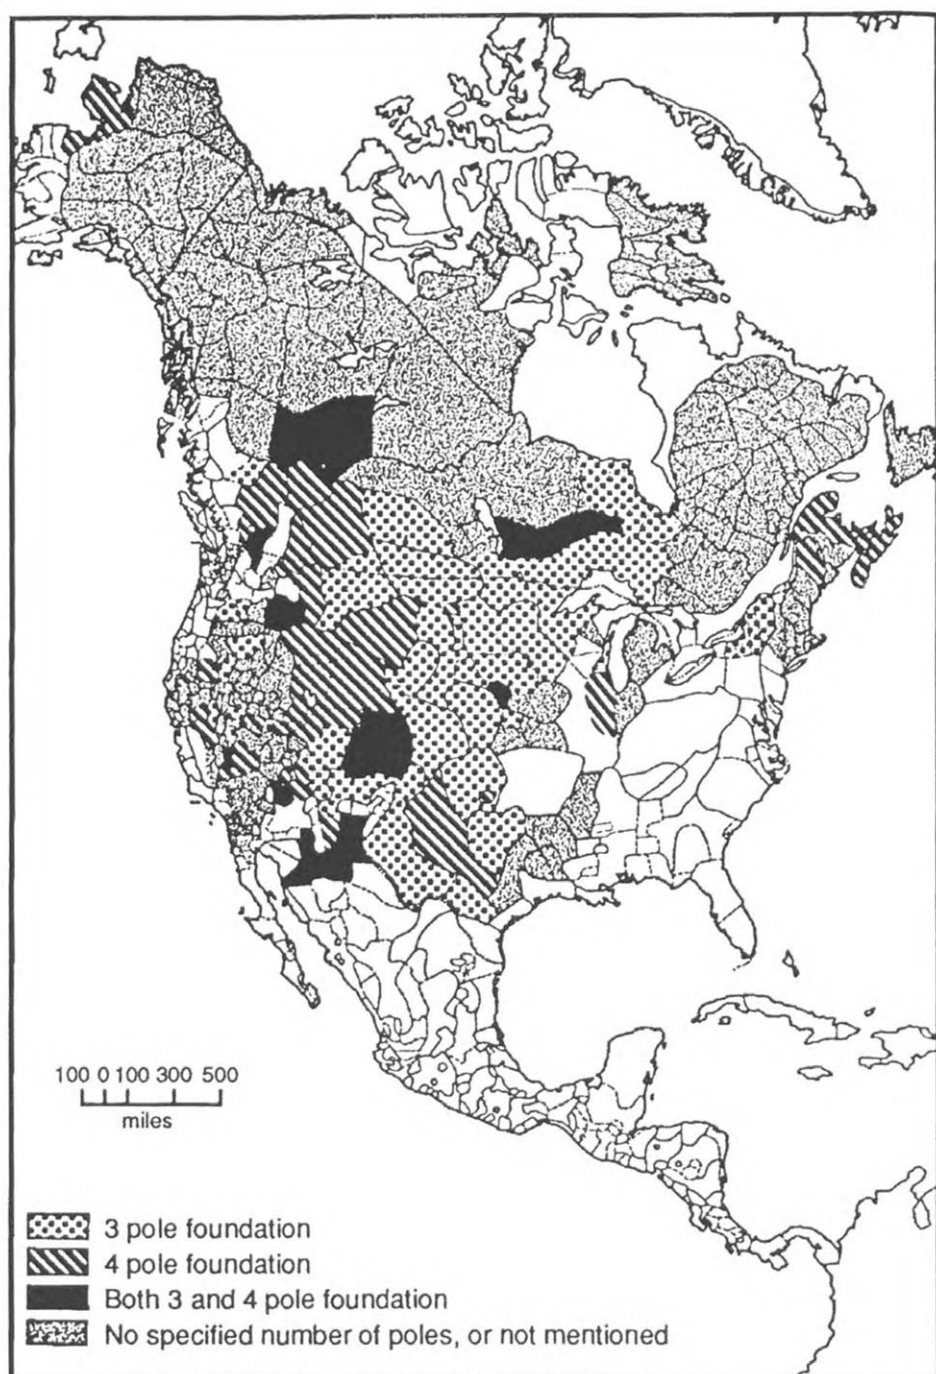 100 0 100 300 500
miles
3 pole foundation
4 pole foundation
Both 3 and 4 pole foundation
No specified number of poles, or not mentioned